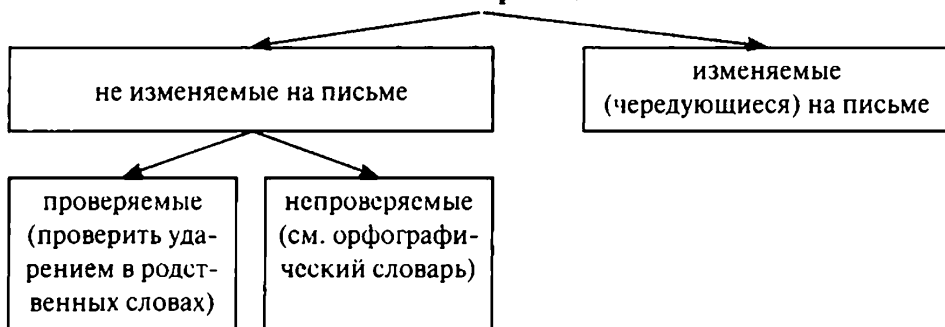 не изменяемые на письме
изменяемые
(чередующиеся) на письме
проверяемые
(проверить уда-
рением в родст-
венных словах)
непроверяемые
(см. орфографи-
ческий словарь)